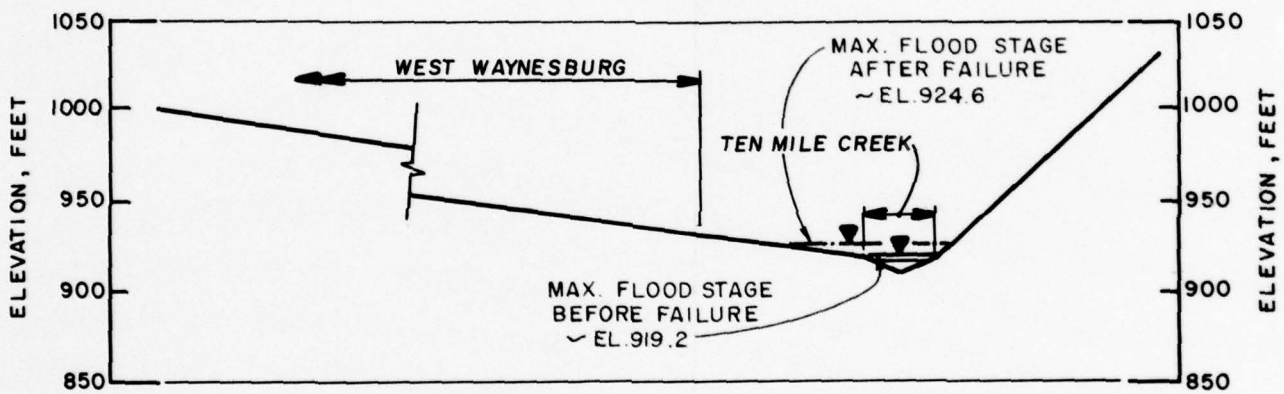 1050
1000
950
900
850
ELEVATION, FEET
WEST WAYNESBURG
MAX. FLOOD STAGE
AFTER FAILURE
~EL.924.6
TEN MILE CREEK
MAX. FLOOD STAGE
BEFORE FAILURE
~ EL.919.2
1050
1000
950
900
850
ELEVATION, FEET